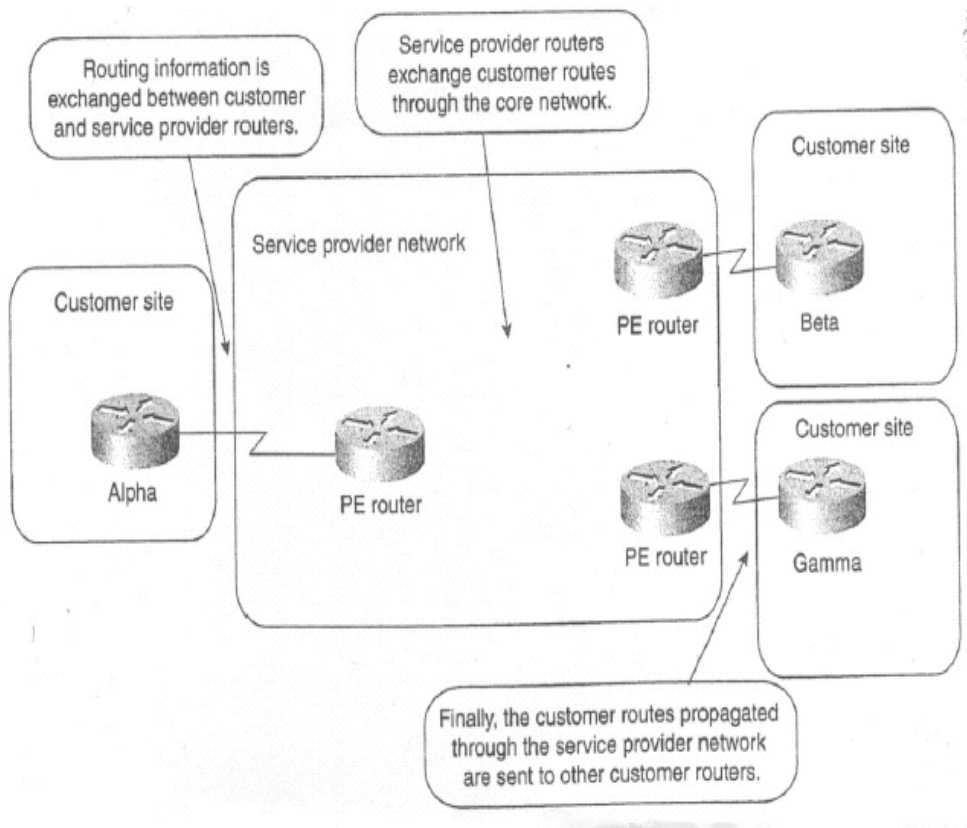 Routing information is
exchanged between customer
and service provider routers.
Service provider routers
exchange customer routes
through the core network.
Customer site
Service provider network
Customer site
PE router
Beta
Alpha
PE router
Customer site
PE router
Gamma
Finally, the customer routes propagated
through the service provider network
are sent to other customer routers.